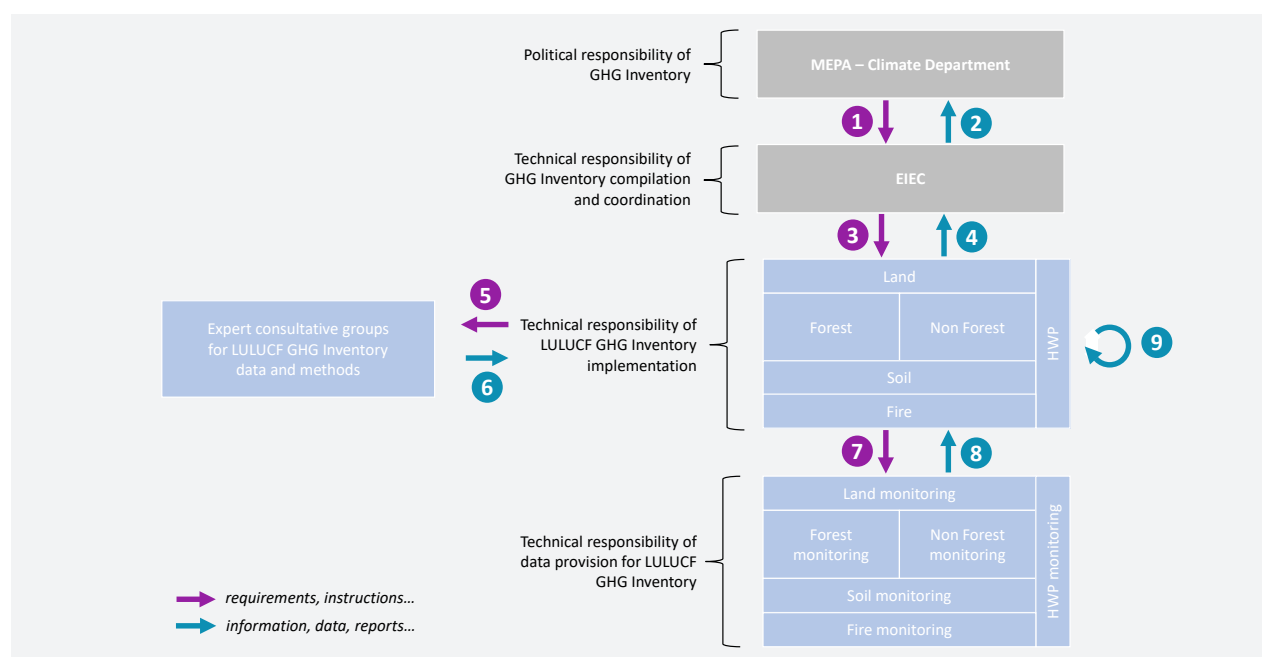 Political responsibility of
GHG Inventory
MEPA – Climate Department
1
2
Technical responsibility of
GHG Inventory compilation
and coordination
EIEC
3
4
Expert consultative groups
for LULUCF GHG Inventory
data and methods
5
6
Technical responsibility of
LULUCF GHG Inventory
implementation
Land
Forest
Non Forest
Soil
Fire
HWP
9
7
8
Technical responsibility of
data provision for LULUCF
GHG Inventory
Land monitoring
Forest
monitoring
Non Forest
monitoring
Soil monitoring
Fire monitoring
HWP monitoring
requirements, instructions…
information, data, reports…